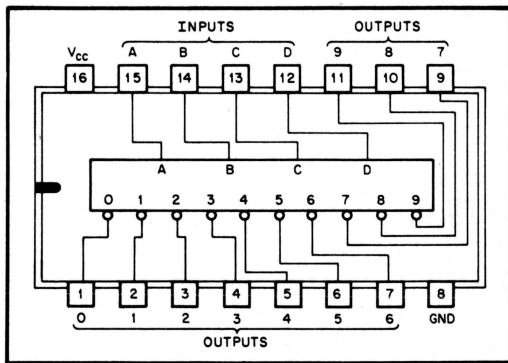 INPUTS OUTPUTS
VCC A B C D 9 8 7
16 15 14 13 12 11 10 9
A B C D
0 1 2 3 4 5 6 7 8 9
1 2 3 4 5 6 7 8
0 1 2 3 4 5 6 GND
OUTPUTS